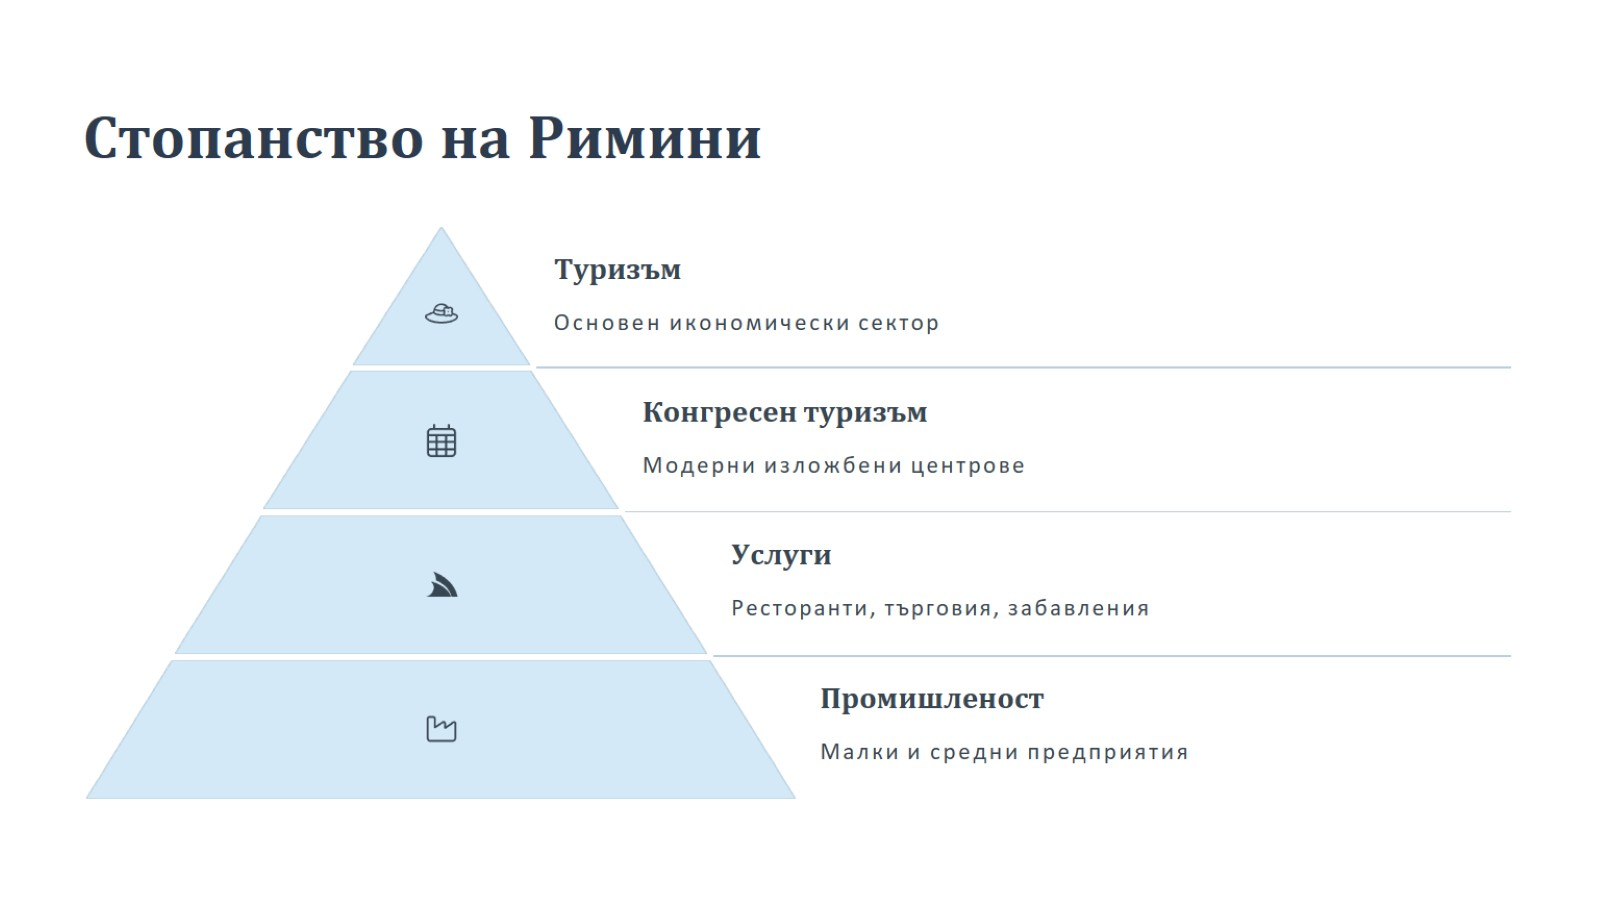 Стопанство на Римини
Туризъм
Основен икономически сектор
Конгресен туризъм
Модерни изложбени центрове
Услуги
Ресторанти, търговия, забавления
Промишленост
Малки и средни предприятия